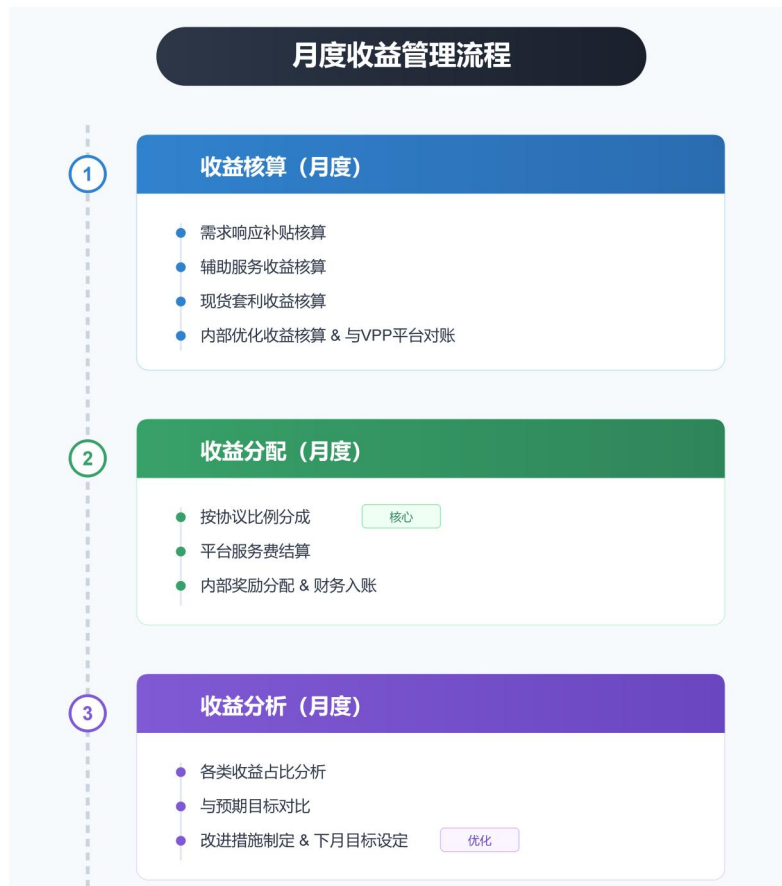 月度收益管理流程
1
收益核算（月度）
需求响应补贴核算
辅助服务收益核算
现货套利收益核算
内部优化收益核算 & 与VPP平台对账
2
收益分配（月度）
按协议比例分成 核心
平台服务费结算
内部奖励分配 & 财务入账
3
收益分析（月度）
各类收益占比分析
与预期目标对比
改进措施制定 & 下月目标设定 优化